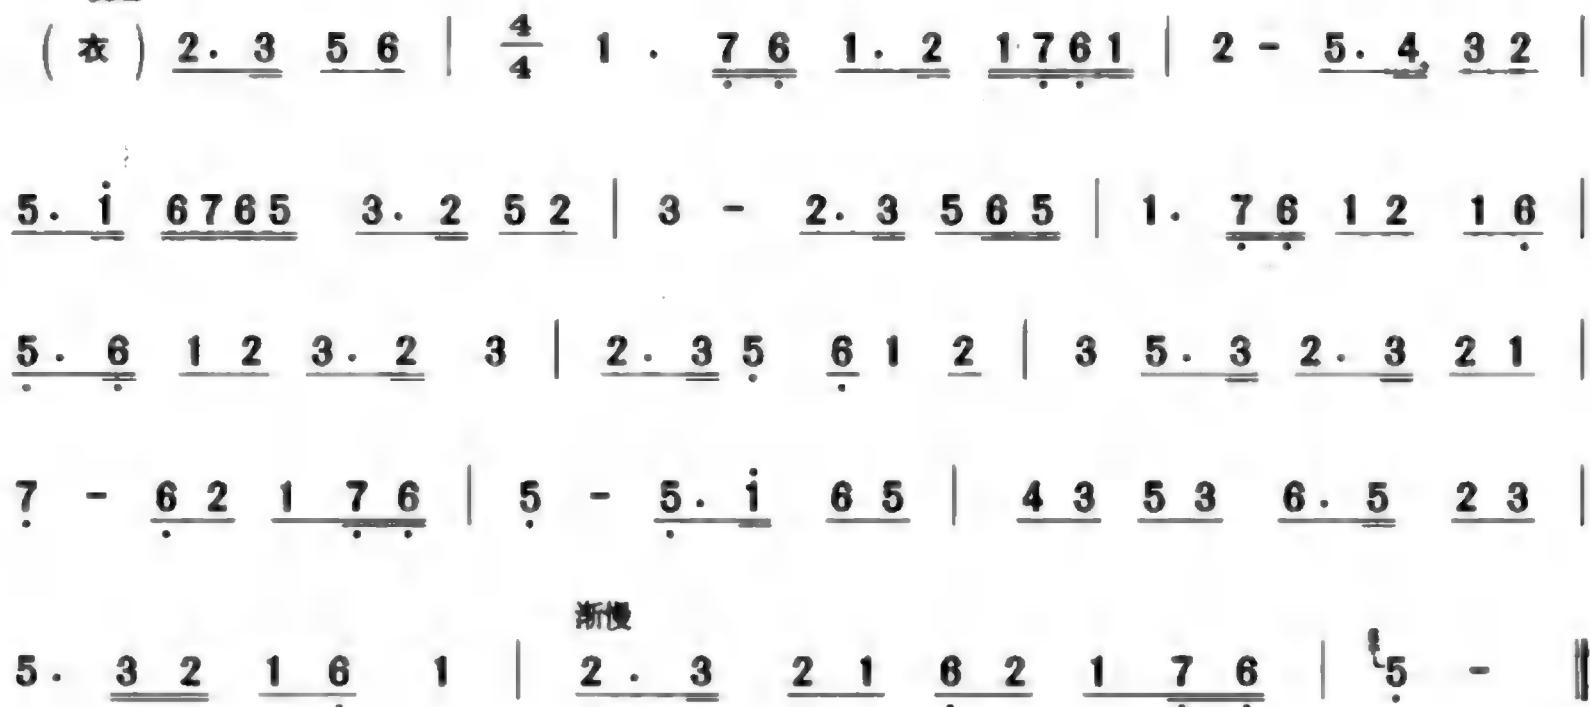 ( 衣 ) 2. 3 5 6 | 4/4 1 . 7 6 1. 2 1761 | 2 - 5. 4 3 2 |
5. i 6765 3. 2 5 2 | 3 - 2. 3 5 6 5 | 1. 7 6 1 2 1 6 |
5. 6 1 2 3. 2 3 | 2. 3 5 6 1 2 | 3 5. 3 2. 3 2 1 |
7 - 6 2 1 7 6 | 5 - 5. i 6 5 | 4 3 5 3 6. 5 2 3 |
渐慢
5. 3 2 1 6 1 | 2 . 3 2 1 6 2 1 7 6 | 5 - ‖